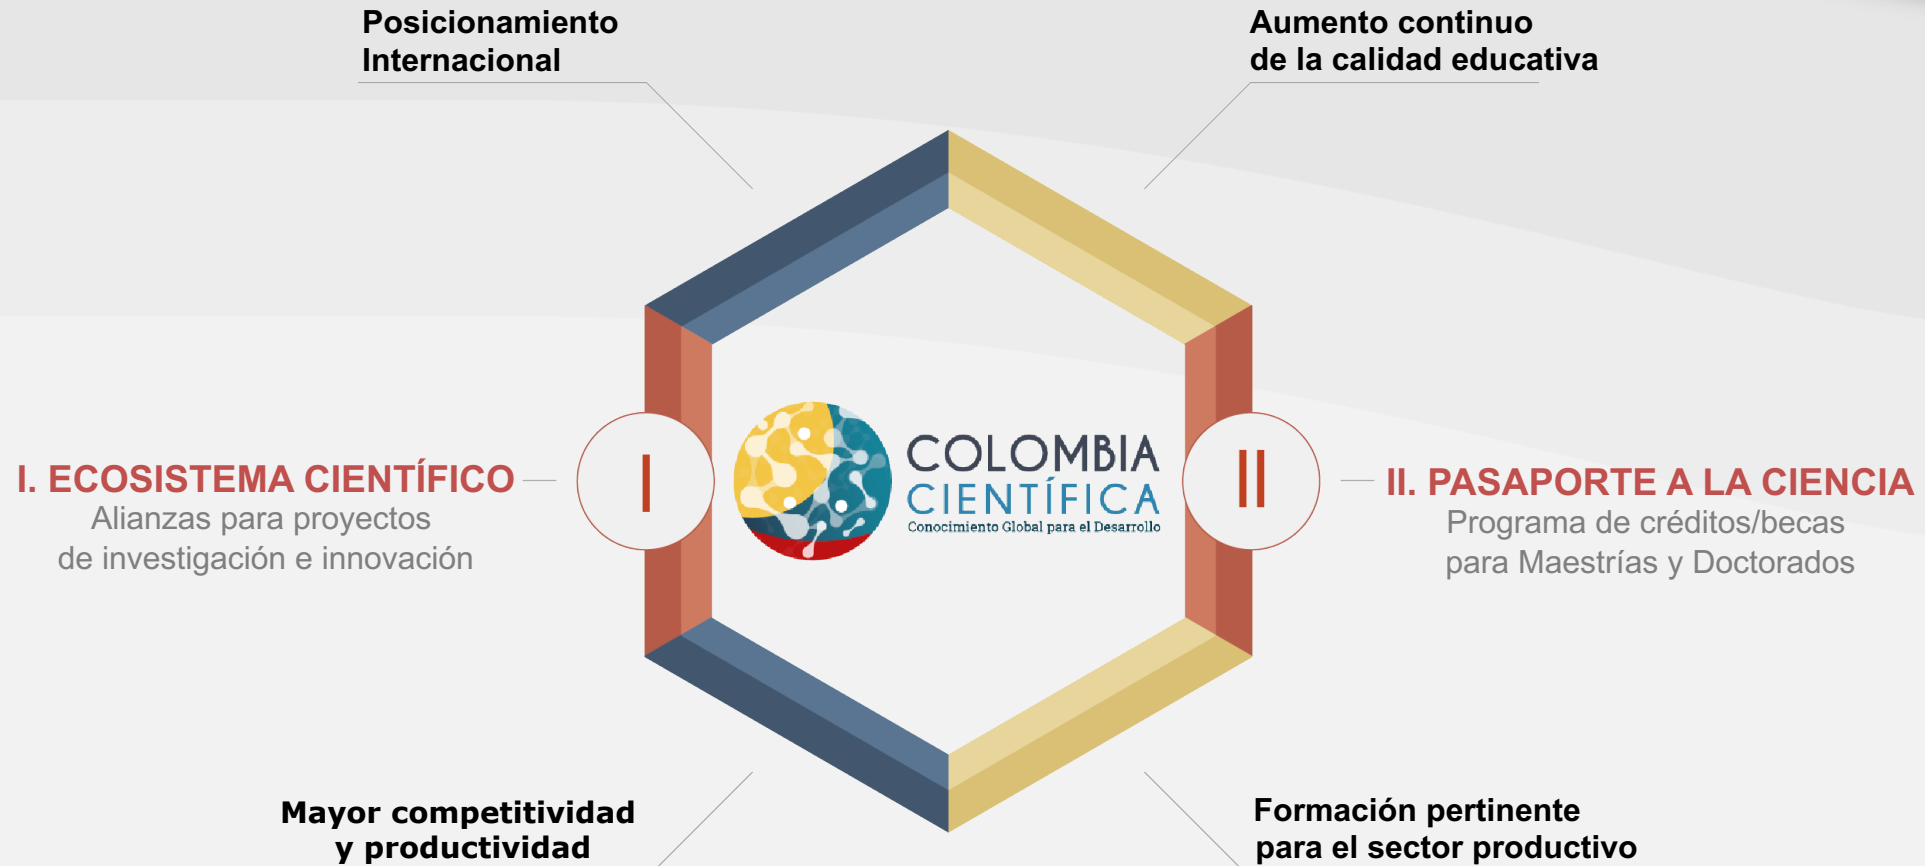 Posicionamiento
Internacional
Aumento continuo
de la calidad educativa
I. ECOSISTEMA CIENTÍFICO
Alianzas para proyectos
de investigación e innovación
I
COLOMBIA
CIENTÍFICA
Conocimiento Global para el Desarrollo
II
II. PASAPORTE A LA CIENCIA
Programa de créditos/becas
para Maestrías y Doctorados
Mayor competitividad
y productividad
Formación pertinente
para el sector productivo